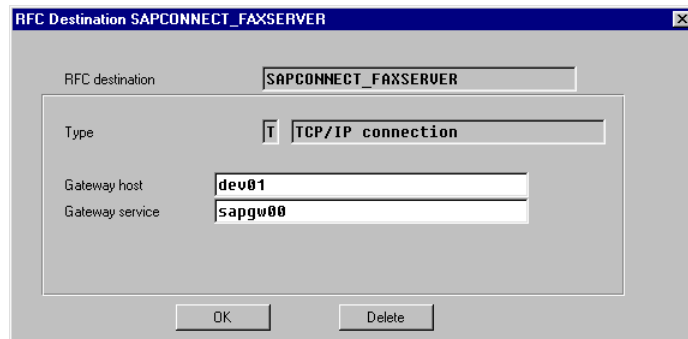 RFC Destination SAPCONNECT_FAXSERVER
RFC destination SAPCONNECT_FAXSERVER
Type T TCP/IP connection
Gateway host dev01
Gateway service sapgw00
OK Delete